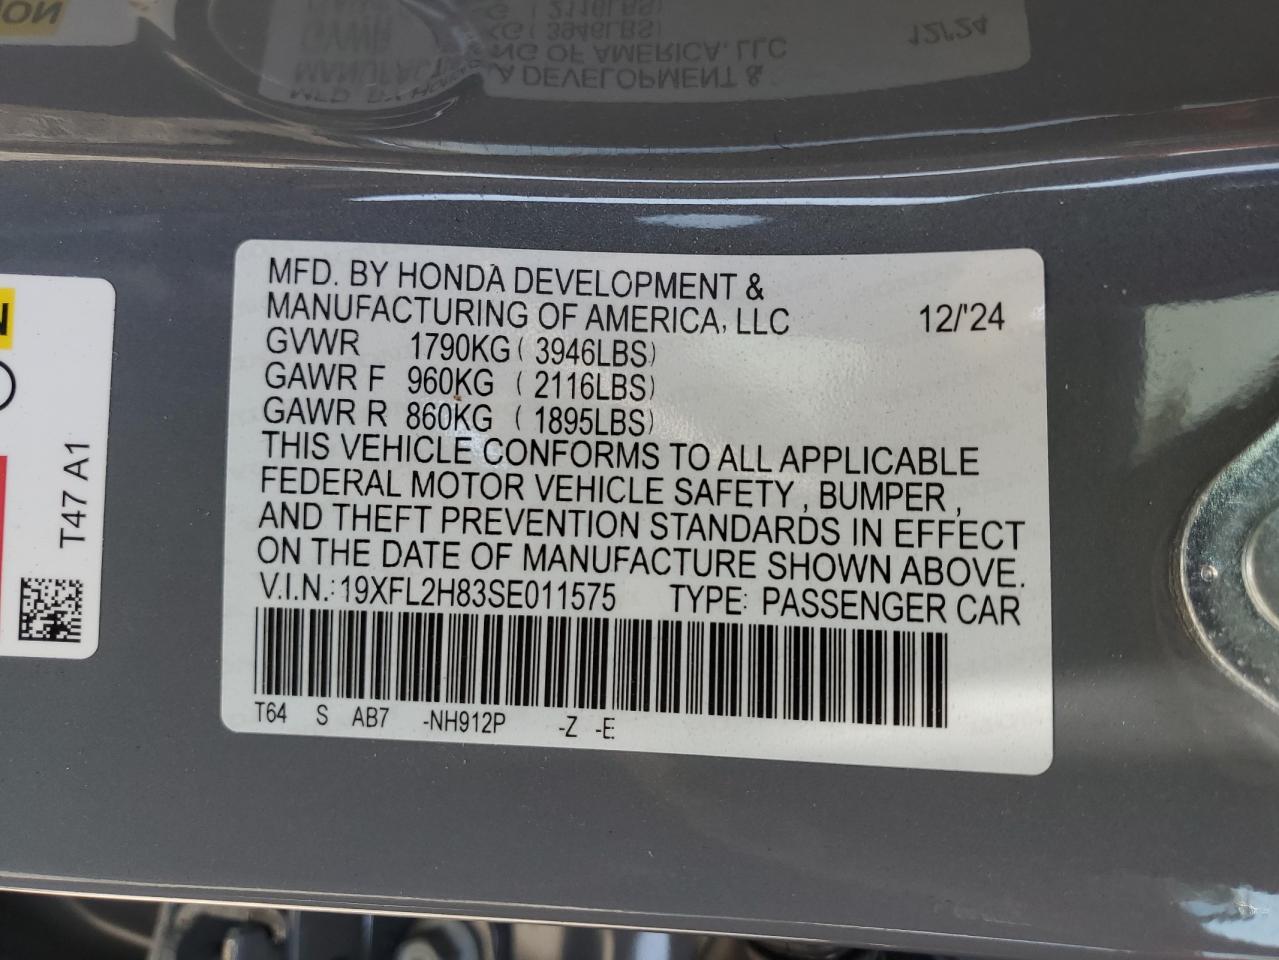 MFD. BY HONDA DEVELOPMENT &
MANUFACTURING OF AMERICA, LLC 12/'24
GVWR 1790KG ( 3946LBS)
GAWR F 960KG ( 2116LBS)
GAWR R 860KG ( 1895LBS)
THIS VEHICLE CONFORMS TO ALL APPLICABLE
FEDERAL MOTOR VEHICLE SAFETY , BUMPER ,
AND THEFT PREVENTION STANDARDS IN EFFECT
ON THE DATE OF MANUFACTURE SHOWN ABOVE.
V.I.N.: 19XFL2H83SE011575 TYPE: PASSENGER CAR
T64 S AB7 -NH912P -Z -E
T47 A1